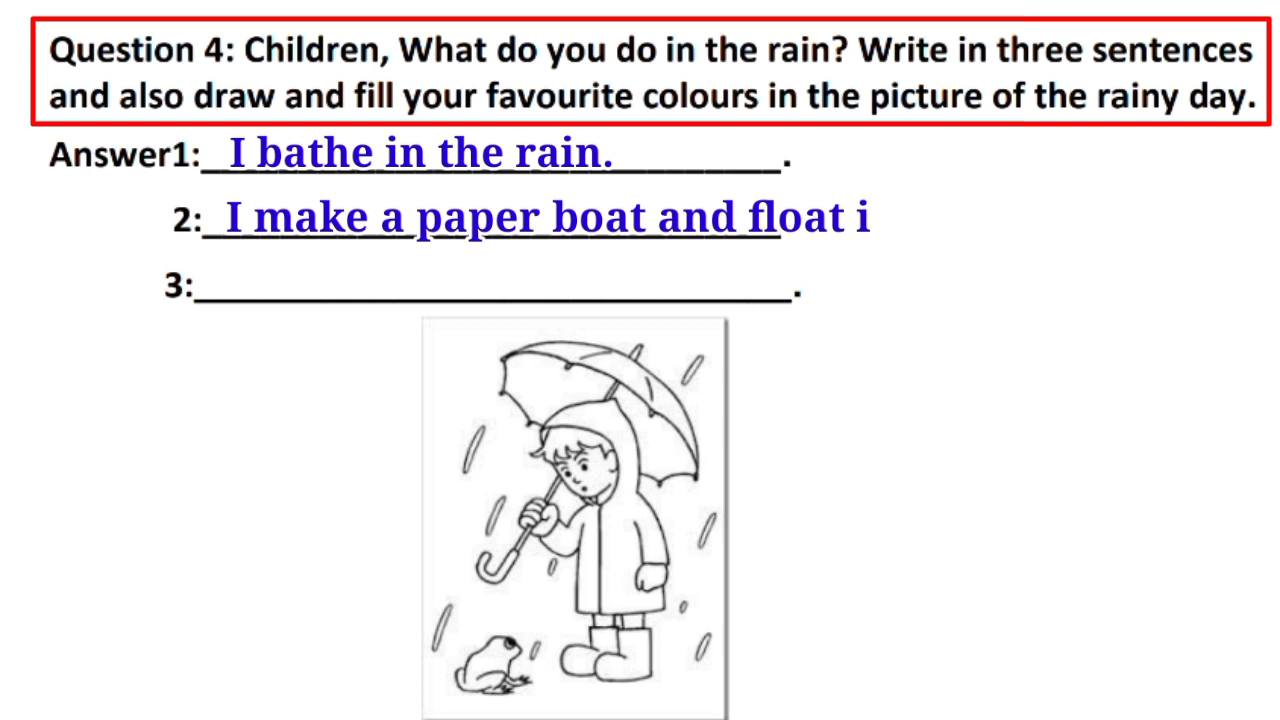 Question 4: Children, What do you do in the rain? Write in three sentences
and also draw and fill your favourite colours in the picture of the rainy day.
Answer1: I bathe in the rain. .
2: I make a paper boat and float i
3: .